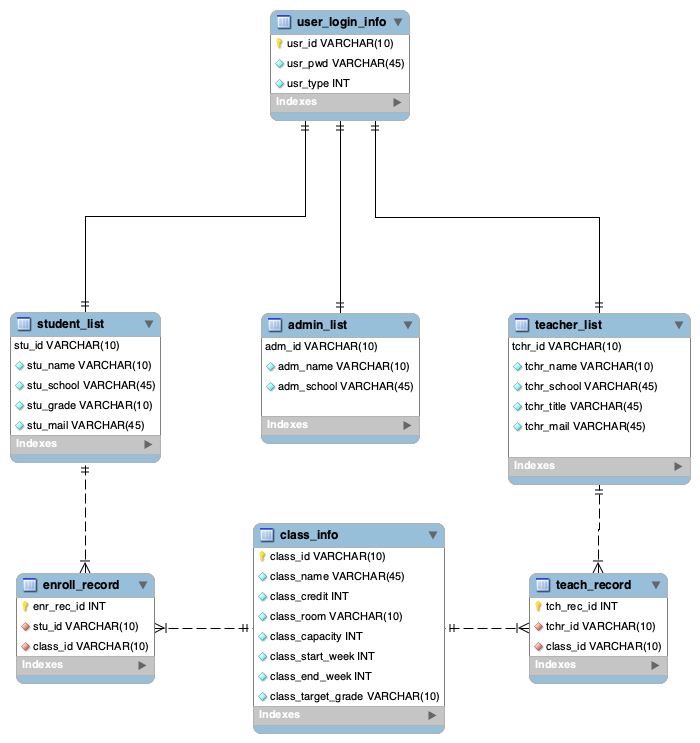 user_login_info
usr_id VARCHAR(10)
usr_pwd VARCHAR(45)
usr_type INT
Indexes
student_list
stu_id VARCHAR(10)
stu_name VARCHAR(10)
stu_school VARCHAR(45)
stu_grade VARCHAR(10)
stu_mail VARCHAR(45)
Indexes
admin_list
adm_id VARCHAR(10)
adm_name VARCHAR(10)
adm_school VARCHAR(45)
Indexes
teacher_list
tchr_id VARCHAR(10)
tchr_name VARCHAR(10)
tchr_school VARCHAR(45)
tchr_title VARCHAR(45)
tchr_mail VARCHAR(45)
Indexes
enroll_record
enr_rec_id INT
stu_id VARCHAR(10)
class_id VARCHAR(10)
Indexes
class_info
class_id VARCHAR(10)
class_name VARCHAR(45)
class_credit INT
class_room VARCHAR(10)
class_capacity INT
class_start_week INT
class_end_week INT
class_target_grade VARCHAR(10)
Indexes
teach_record
tch_rec_id INT
tchr_id VARCHAR(10)
class_id VARCHAR(10)
Indexes